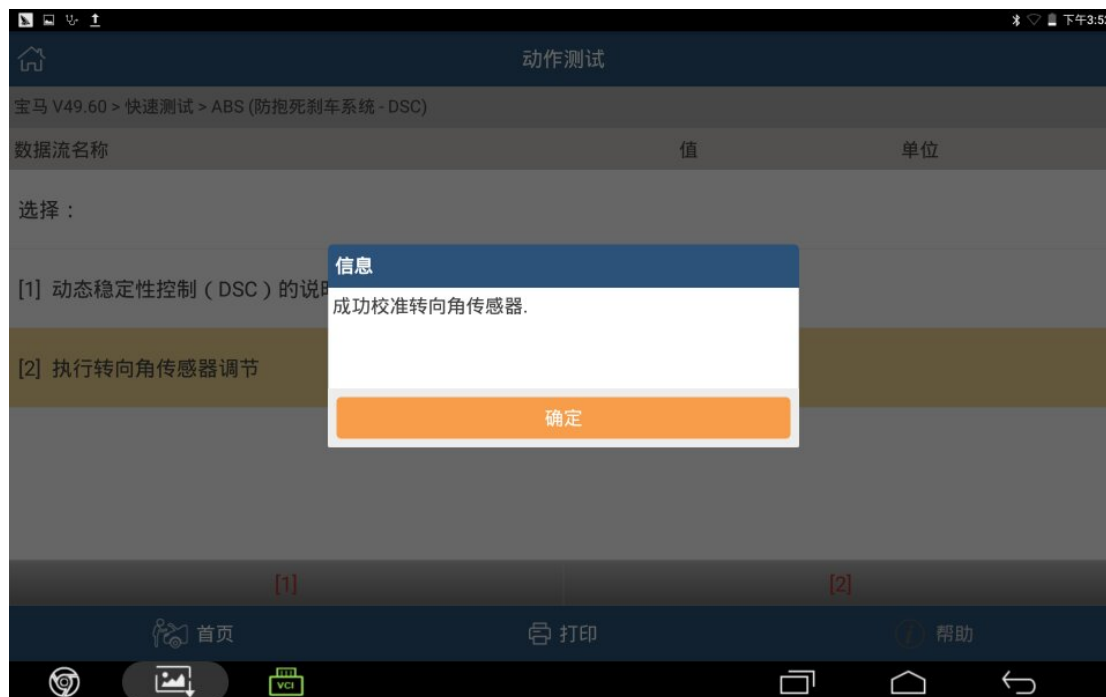 下午3:5
动作测试
宝马 V49.60 > 快速测试 > ABS (防抱死刹车系统 - DSC)
数据流名称 值 单位
选择：
[1] 动态稳定性控制（DSC）的说
信息
成功校准转向角传感器.
[2] 执行转向角传感器调节
确定
[1] [2]
首页 打印 帮助
VCI